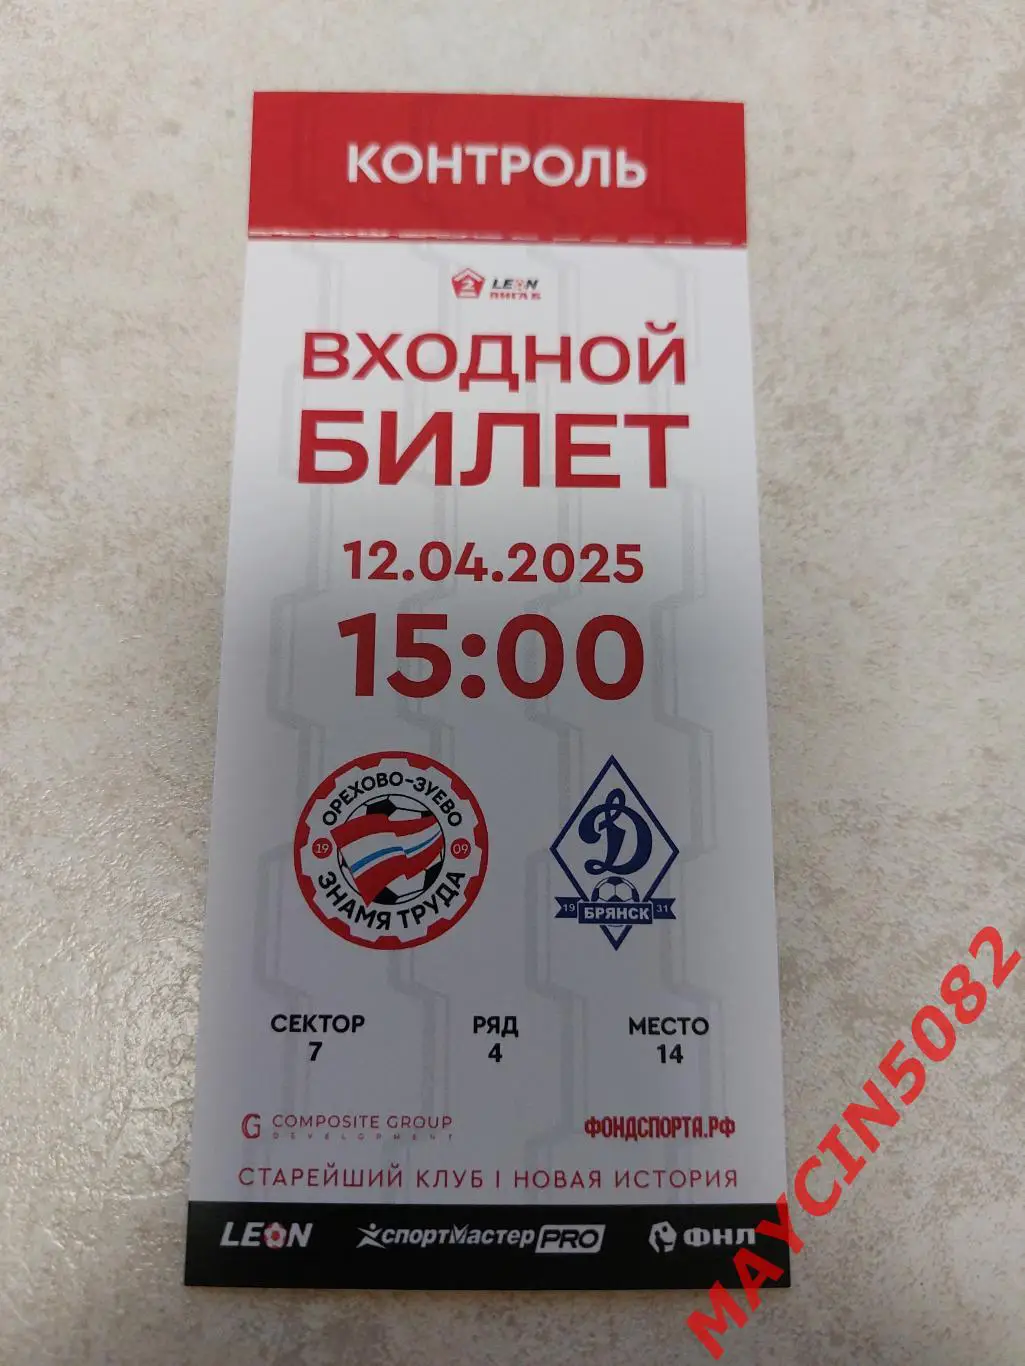 КОНТРОЛЬ
2 LEON
ЛИГА Б
ВХОДНОЙ
БИЛЕТ
12.04.2025
15:00
ОРЕХОВО-ЗУЕВО
19 09
ЗНАМЯ ТРУДА
Д
19 БРЯНСК 31
СЕКТОР РЯД МЕСТО
7 4 14
G COMPOSITE GROUP
DEVELOPMENT
ФОНДСПОРТА.РФ
СТАРЕЙШИЙ КЛУБ | НОВАЯ ИСТОРИЯ
LEON спортмастер PRO ФНЛ
MAYCIN5082